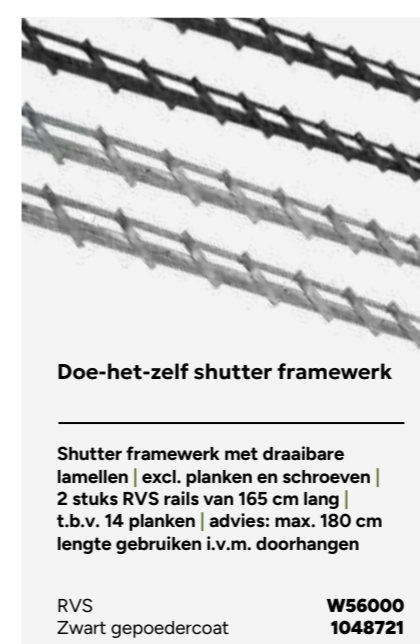 Doe-het-zelf shutter framewerk
Shutter framewerk met draaibare
lamellen | excl. planken en schroeven |
2 stuks RVS rails van 165 cm lang |
t.b.v. 14 planken | advies: max. 180 cm
lengte gebruiken i.v.m. doorhangen
RVS W56000
Zwart gepoedercoat 1048721